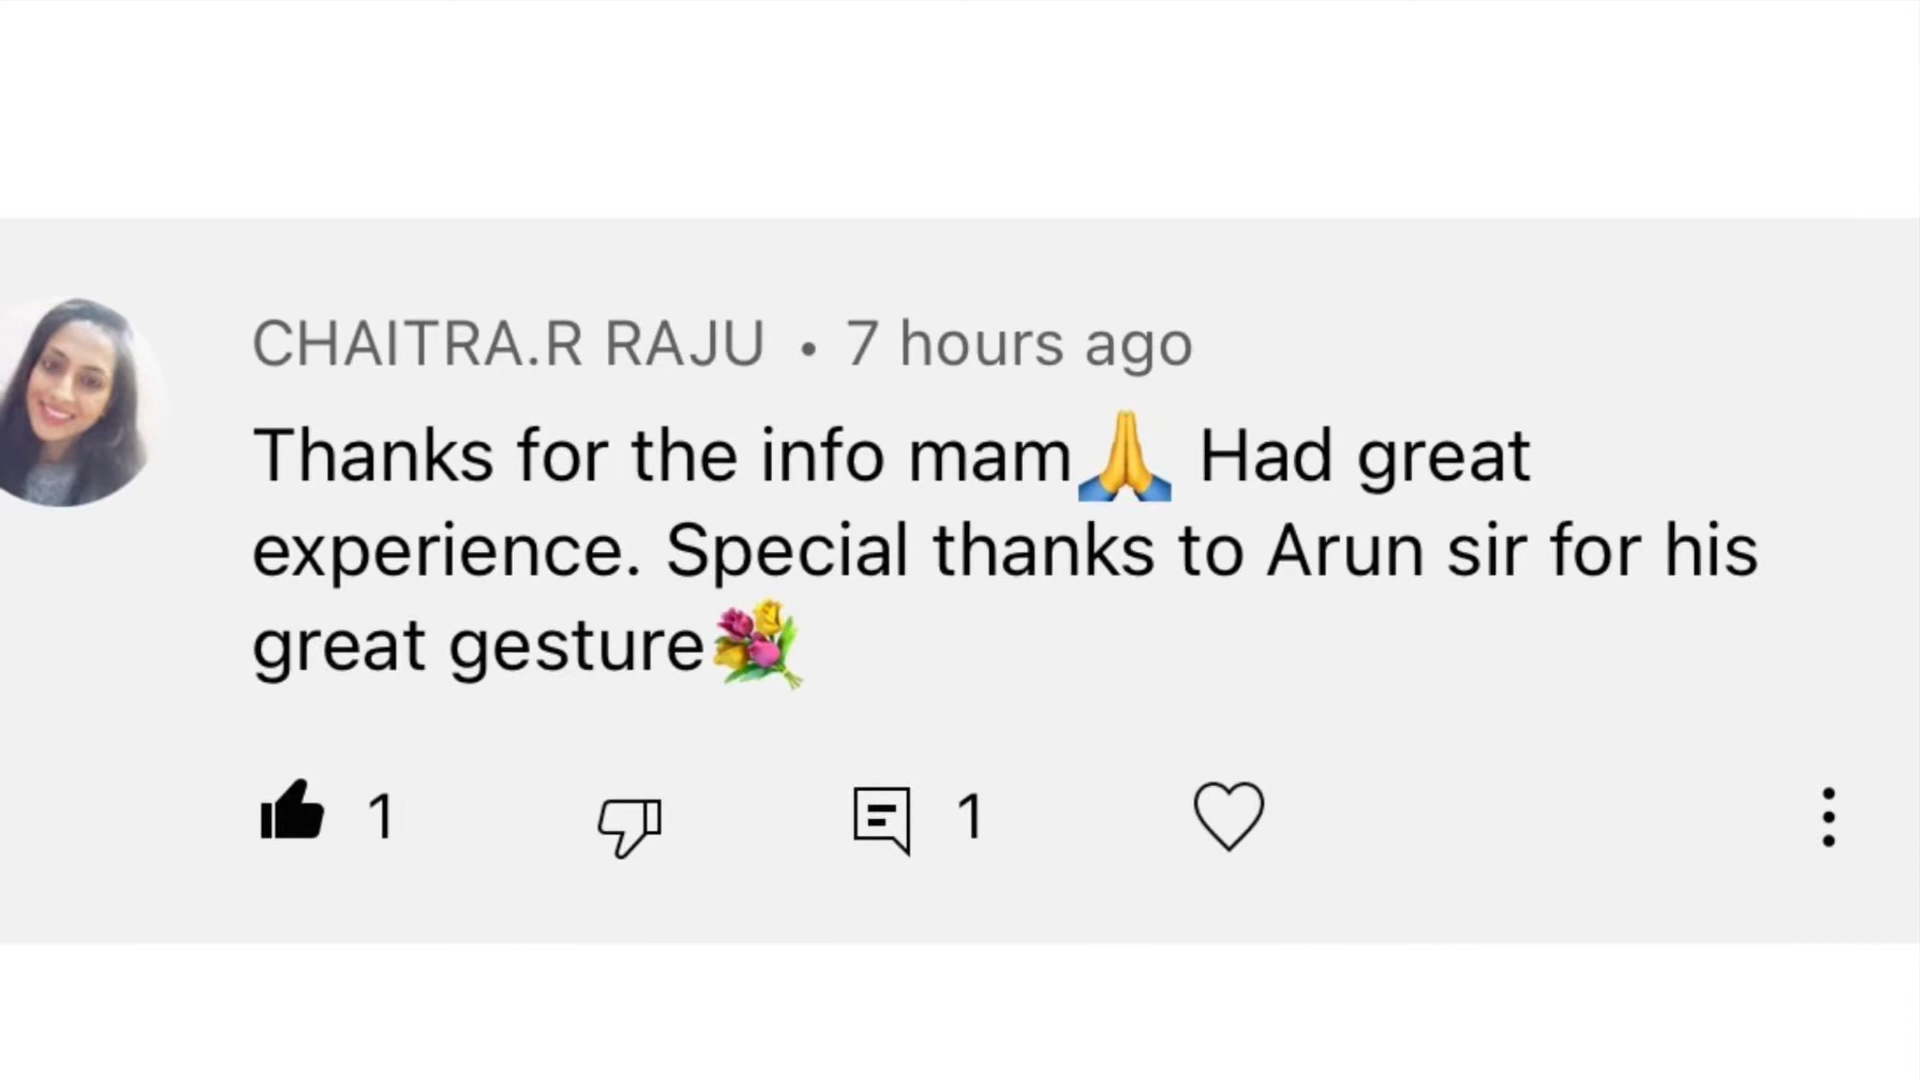 CHAITRA.R RAJU • 7 hours ago
Thanks for the info mam🙏 Had great
experience. Special thanks to Arun sir for his
great gesture💐
1 1